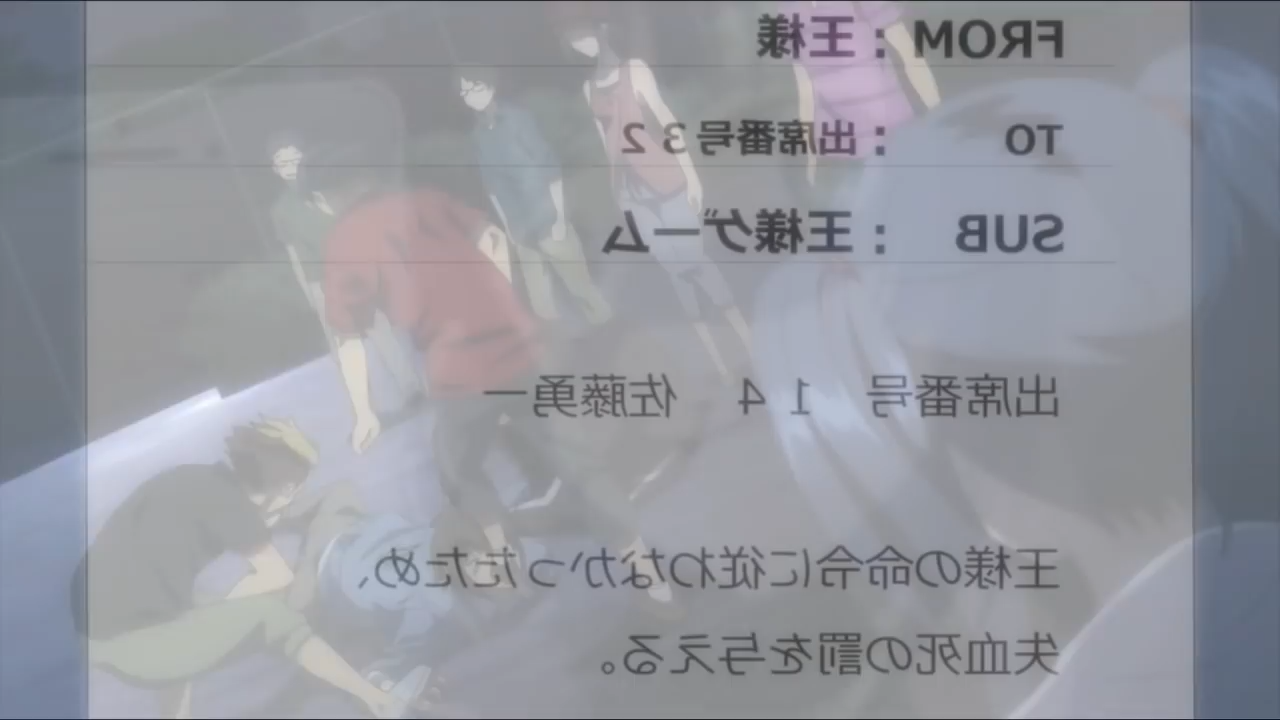 FROM：王様
TO　　：出席番号３２
SUB　：王様ゲーム
出席番号　１４　佐藤勇一
王様の命令に従わなかったため、
失血死の罰を与える。